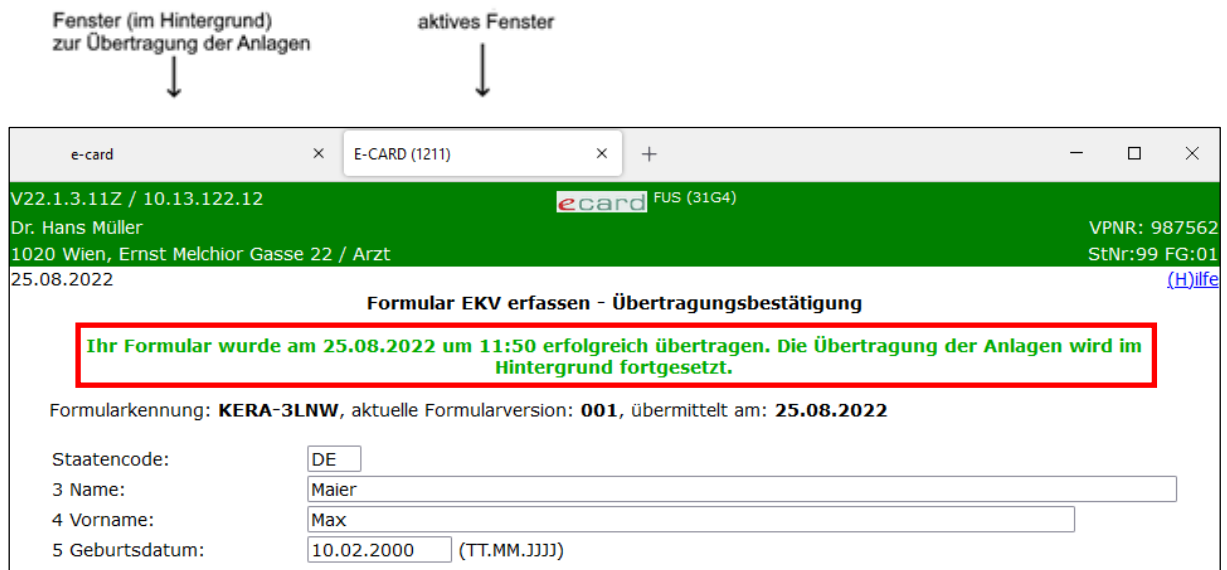 Fenster (im Hintergrund)
zur Übertragung der Anlagen
aktives Fenster
e-card
E-CARD (1211)
V22.1.3.11Z / 10.13.122.12
ecard FUS (31G4)
Dr. Hans Müller
VPNR: 987562
1020 Wien, Ernst Melchior Gasse 22 / Arzt
StNr:99 FG:01
25.08.2022
(H)ilfe
Formular EKV erfassen - Übertragungsbestätigung
Ihr Formular wurde am 25.08.2022 um 11:50 erfolgreich übertragen. Die Übertragung der Anlagen wird im
Hintergrund fortgesetzt.
Formularkennung: KERA-3LNW, aktuelle Formularversion: 001, übermittelt am: 25.08.2022
Staatencode: DE
3 Name: Maier
4 Vorname: Max
5 Geburtsdatum: 10.02.2000 (TT.MM.JJJJ)